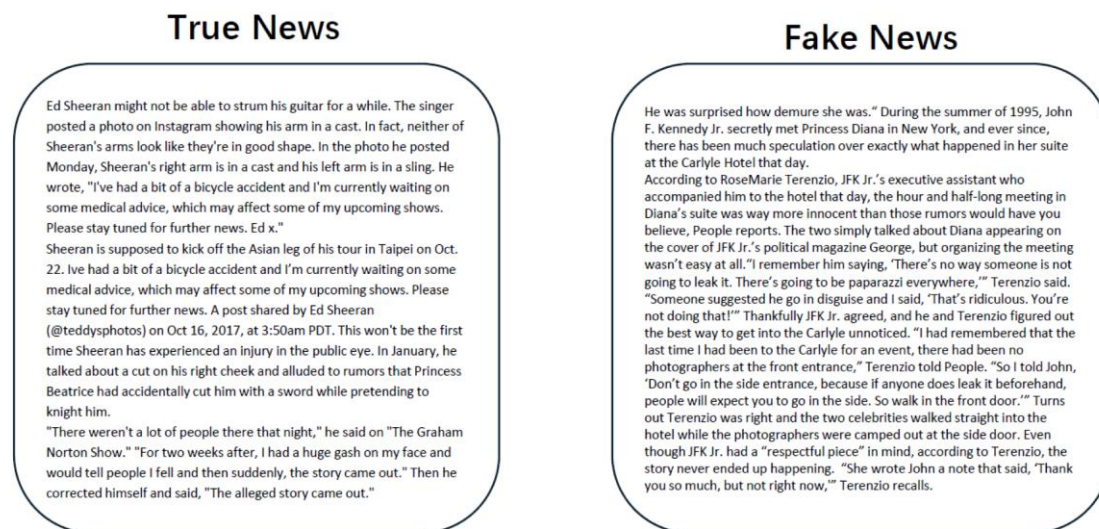 True News
Ed Sheeran might not be able to strum his guitar for a while. The singer
posted a photo on Instagram showing his arm in a cast. In fact, neither of
Sheeran's arms look like they're in good shape. In the photo he posted
Monday, Sheeran's right arm is in a cast and his left arm is in a sling. He
wrote, "I've had a bit of a bicycle accident and I'm currently waiting on
some medical advice, which may affect some of my upcoming shows.
Please stay tuned for further news. Ed x."
Sheeran is supposed to kick off the Asian leg of his tour in Taipei on Oct.
22. Ive had a bit of a bicycle accident and I'm currently waiting on some
medical advice, which may affect some of my upcoming shows. Please
stay tuned for further news. A post shared by Ed Sheeran
(@teddysphotos) on Oct 16, 2017, at 3:50am PDT. This won't be the first
time Sheeran has experienced an injury in the public eye. In January, he
talked about a cut on his right cheek and alluded to rumors that Princess
Beatrice had accidentally cut him with a sword while pretending to
knight him.
"There weren't a lot of people there that night," he said on "The Graham
Norton Show." "For two weeks after, I had a huge gash on my face and
would tell people I fell and then suddenly, the story came out." Then he
corrected himself and said, "The alleged story came out."
Fake News
He was surprised how demure she was.“ During the summer of 1995, John
F. Kennedy Jr. secretly met Princess Diana in New York, and ever since,
there has been much speculation over exactly what happened in her suite
at the Carlyle Hotel that day.
According to RoseMarie Terenzio, JFK Jr.’s executive assistant who
accompanied him to the hotel that day, the hour and half-long meeting in
Diana’s suite was way more innocent than those rumors would have you
believe, People reports. The two simply talked about Diana appearing on
the cover of JFK Jr.’s political magazine George, but organizing the meeting
wasn’t easy at all.“I remember him saying, ‘There’s no way someone is not
going to leak it. There’s going to be paparazzi everywhere,’” Terenzio said.
“Someone suggested he go in disguise and I said, ‘That’s ridiculous. You’re
not doing that!’” Thankfully JFK Jr. agreed, and he and Terenzio figured out
the best way to get into the Carlyle unnoticed. “I had remembered that the
last time I had been to the Carlyle for an event, there had been no
photographers at the front entrance,” Terenzio told People. “So I told John,
‘Don’t go in the side entrance, because if anyone does leak it beforehand,
people will expect you to go in the side. So walk in the front door.’” Turns
out Terenzio was right and the two celebrities walked straight into the
hotel while the photographers were camped out at the side door. Even
though JFK Jr. had a “respectful piece” in mind, according to Terenzio, the
story never ended up happening.  “She wrote John a note that said, ‘Thank
you so much, but not right now,’” Terenzio recalls.